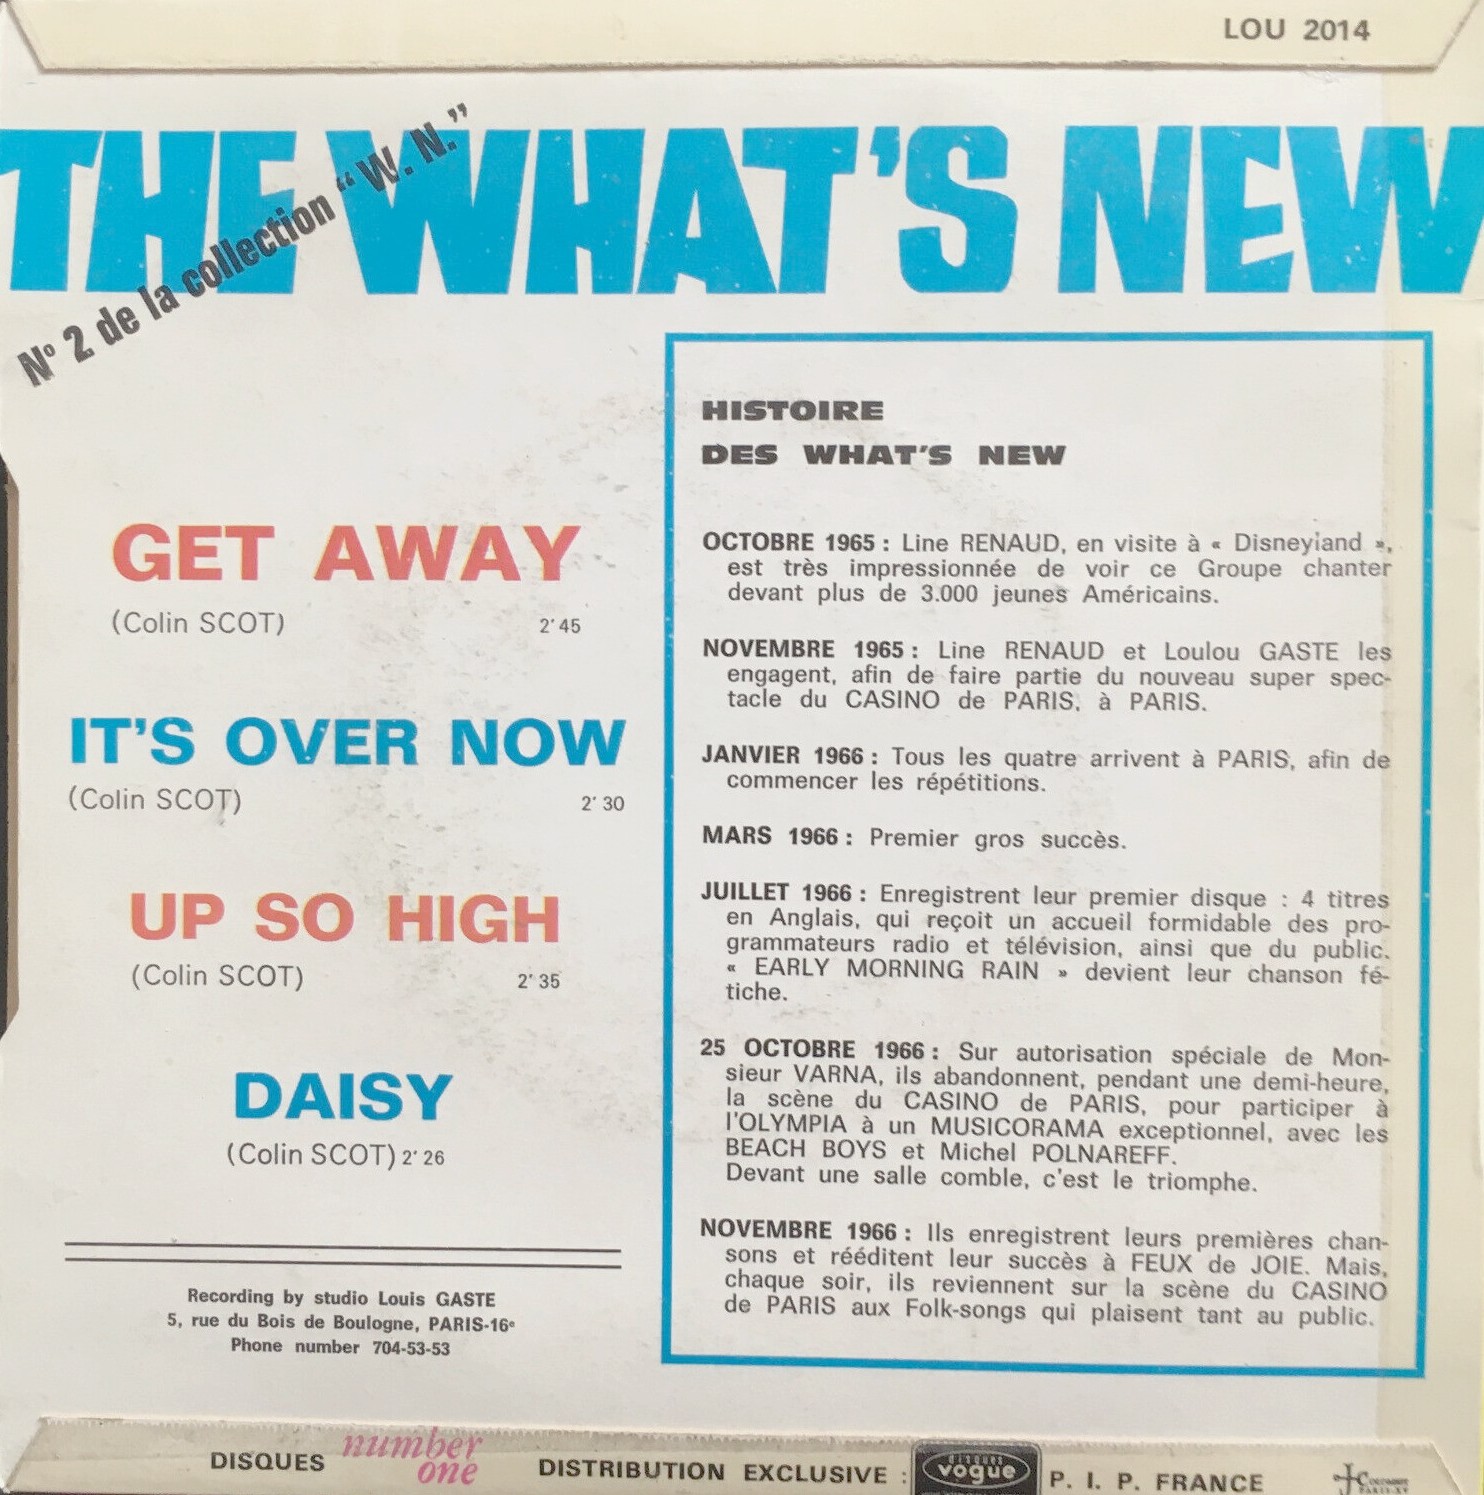 LOU 2014
THE WHAT'S NEW
N° 2 de la collection “W. N.”
GET AWAY
(Colin SCOT) 2' 45
IT'S OVER NOW
(Colin SCOT) 2' 30
UP SO HIGH
(Colin SCOT) 2' 35
DAISY
(Colin SCOT) 2' 26
Recording by studio Louis GASTE
5, rue du Bois de Boulogne, PARIS-16e
Phone number 704-53-53
HISTOIRE
DES WHAT'S NEW
OCTOBRE 1965 : Line RENAUD, en visite à « Disneyland »,
est très impressionnée de voir ce Groupe chanter
devant plus de 3.000 jeunes Américains.
NOVEMBRE 1965 : Line RENAUD et Loulou GASTE les
engagent, afin de faire partie du nouveau super spec-
tacle du CASINO de PARIS, à PARIS.
JANVIER 1966 : Tous les quatre arrivent à PARIS, afin de
commencer les répétitions.
MARS 1966 : Premier gros succès.
JUILLET 1966 : Enregistrent leur premier disque : 4 titres
en Anglais, qui reçoit un accueil formidable des pro-
grammateurs radio et télévision, ainsi que du public.
« EARLY MORNING RAIN » devient leur chanson fé-
tiche.
25 OCTOBRE 1966 : Sur autorisation spéciale de Mon-
sieur VARNA, ils abandonnent, pendant une demi-heure,
la scène du CASINO de PARIS, pour participer à
l'OLYMPIA à un MUSICORAMA exceptionnel, avec les
BEACH BOYS et Michel POLNAREFF.
Devant une salle comble, c'est le triomphe.
NOVEMBRE 1966 : Ils enregistrent leurs premières chan-
sons et rééditent leur succès à FEUX de JOIE. Mais,
chaque soir, ils reviennent sur la scène du CASINO
de PARIS aux Folk-songs qui plaisent tant au public.
DISQUES number one DISTRIBUTION EXCLUSIVE : DISQUES vogue P. I. P. FRANCE